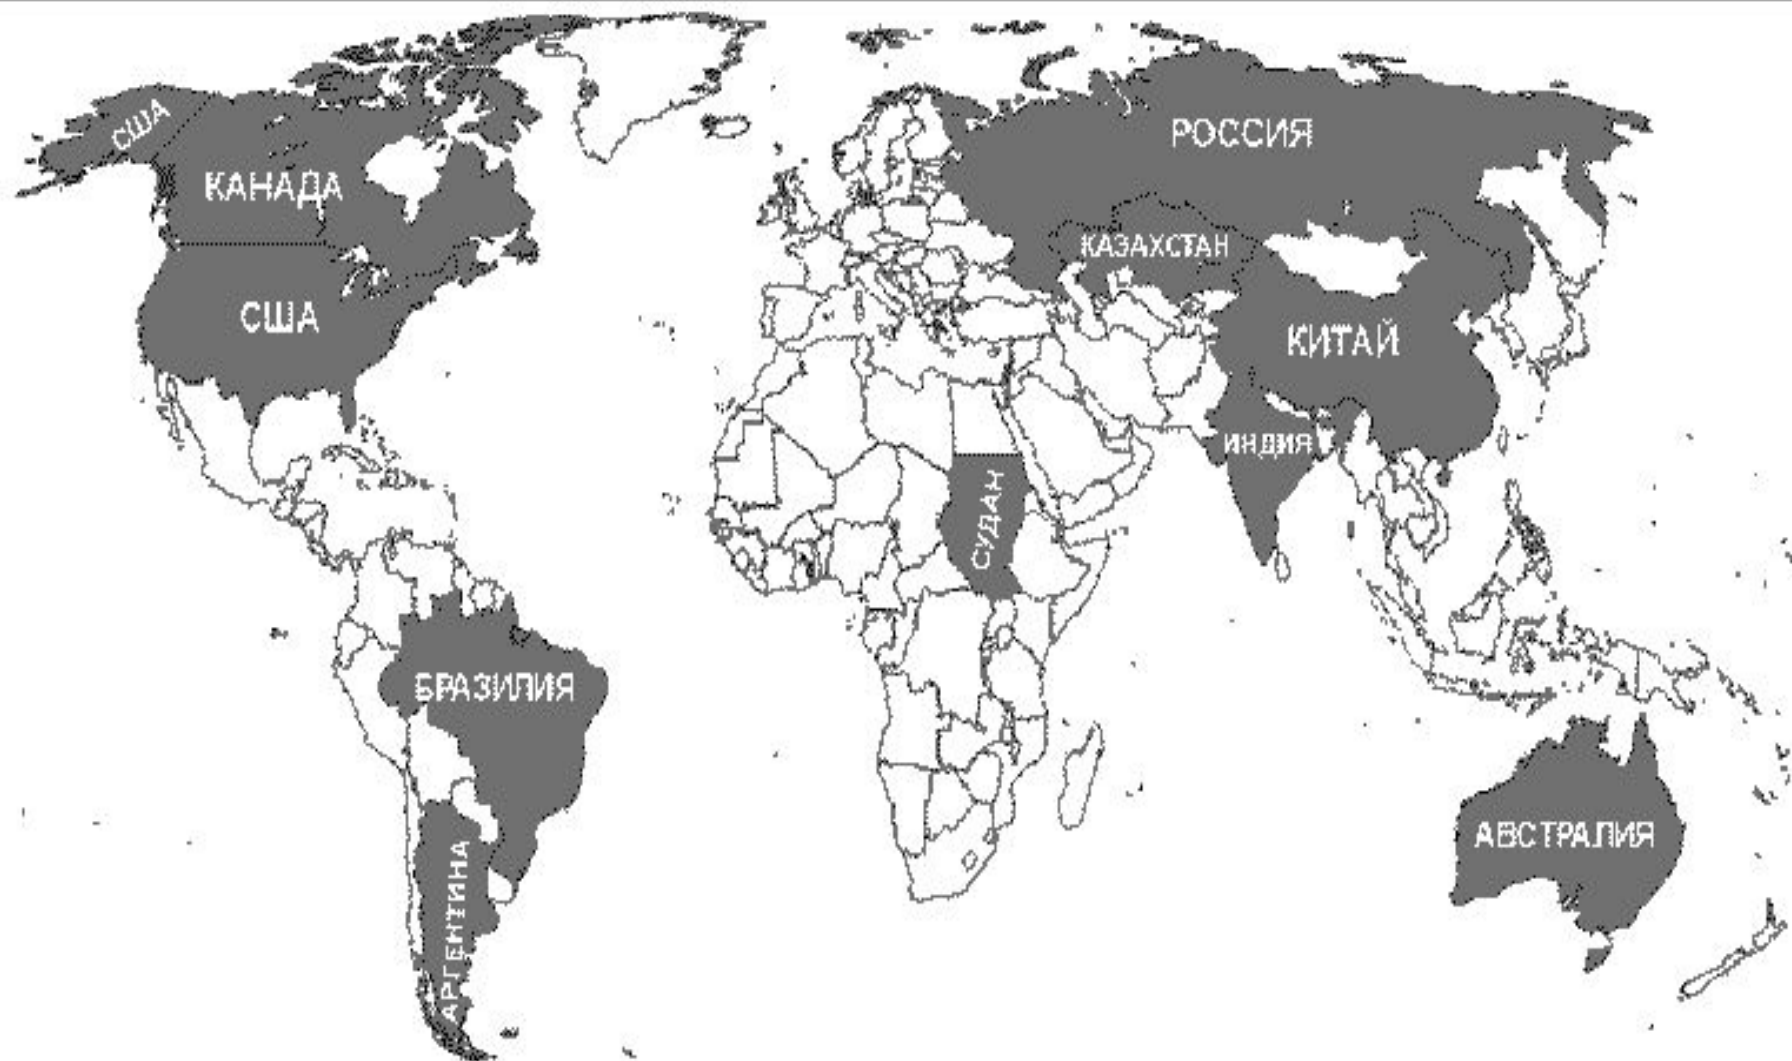 США
РОССИЯ
КАНАДА
КАЗАХСТАН
США
КИТАЙ
ИНДИЯ
СУДАН
БРАЗИЛИЯ
АВСТРАЛИЯ
АРГЕНТИНА